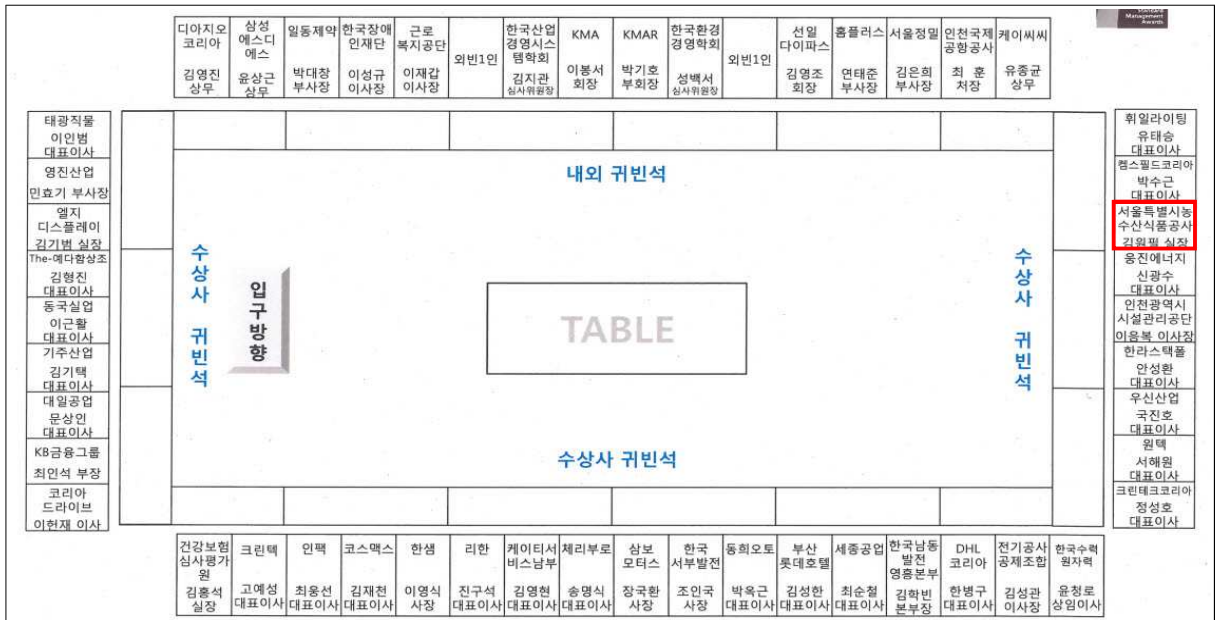 Management
Awards
디아지오
코리아
김영진
상무
삼성
에스디
에스
윤상근
상무
일동제약
박대창
부사장
한국장애
인재단
이성규
이사장
근로
복지공단
이재갑
이사장
외빈1인
한국산업
경영시스
템학회
김지관
심사위원장
KMA
이봉서
회장
KMAR
박기호
부회장
한국환경
경영학회
성백서
심사위원장
외빈1인
선일
다이파스
김영조
회장
홈플러스
연태준
부사장
서울정밀
김은희
부사장
인천국제
공항공사
최 훈
처장
케이씨씨
유종균
상무
태광직물
이인범
대표이사
영진산업
민효기 부사장
엘지
디스플레이
김기범 실장
The-예다함상조
김형진
대표이사
동국실업
이근활
대표이사
기주산업
김기택
대표이사
대일공업
문상인
대표이사
KB금융그룹
최인석 부장
코리아
드라이브
이헌재 이사
내외 귀빈석
수상사 귀빈석
입구방향
TABLE
수상사 귀빈석
수상사 귀빈석
휘일라이팅
유태승
대표이사
켐스필드코리아
박수근
대표이사
서울특별시농
수산식품공사
김원필 실장
웅진에너지
신광수
대표이사
인천광역시
시설관리공단
이응복 이사장
한라스택폴
안성환
대표이사
우신산업
국진호
대표이사
원텍
서해원
대표이사
크린테크코리아
정성호
대표이사
건강보험
심사평가
원
김홍석
실장
크린텍
고예성
대표이사
인팩
최웅선
대표이사
코스맥스
김재천
대표이사
한샘
이영식
사장
리한
진구석
대표이사
케이티서
비스남부
김영현
대표이사
체리부로
송명식
대표이사
삼보
모터스
장국환
사장
한국
서부발전
조인국
사장
동희오토
박옥근
대표이사
부산
롯데호텔
김성한
대표이사
세종공업
최순철
대표이사
한국남동
발전
영흥본부
김학빈
본부장
DHL
코리아
한병구
대표이사
전기공사
공제조합
김성관
이사장
한국수력
원자력
윤청로
상임이사